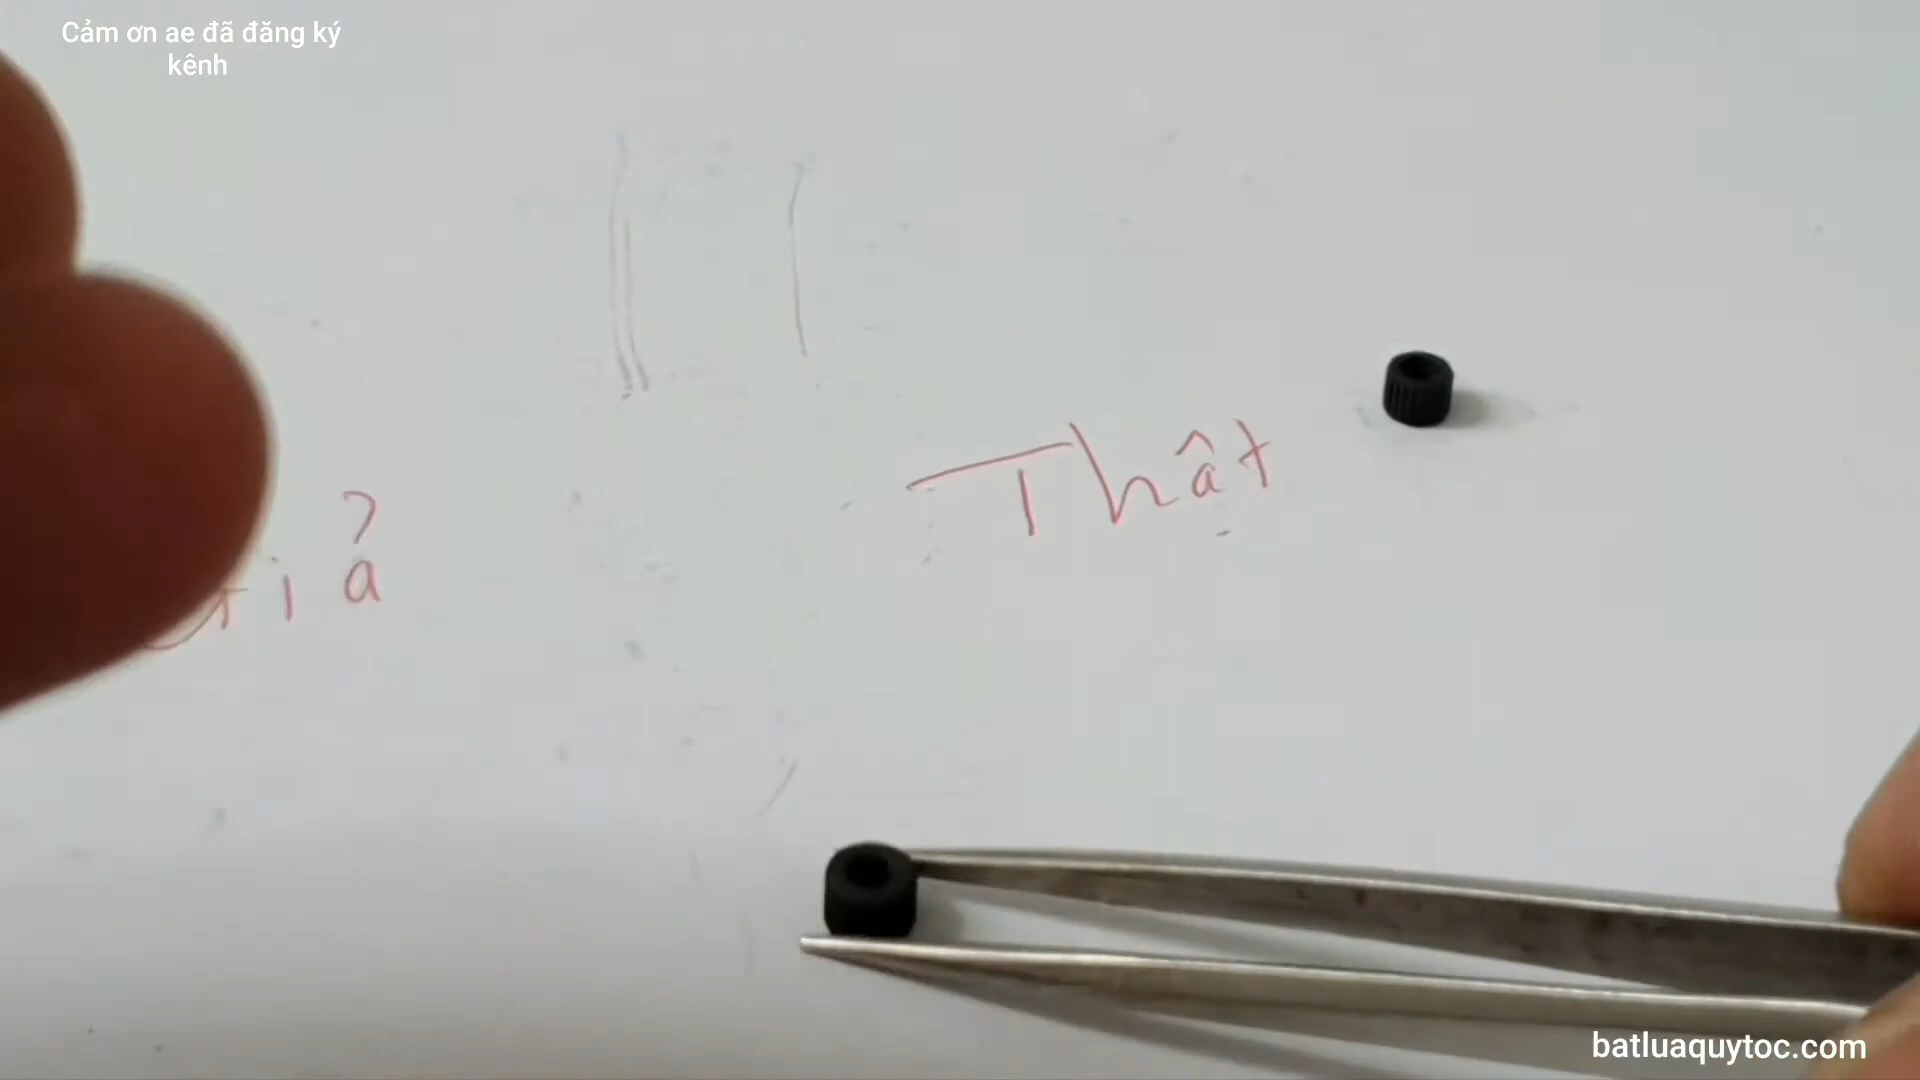 Cảm ơn ae đã đăng ký
kênh
Thật
batluaquytoc.com